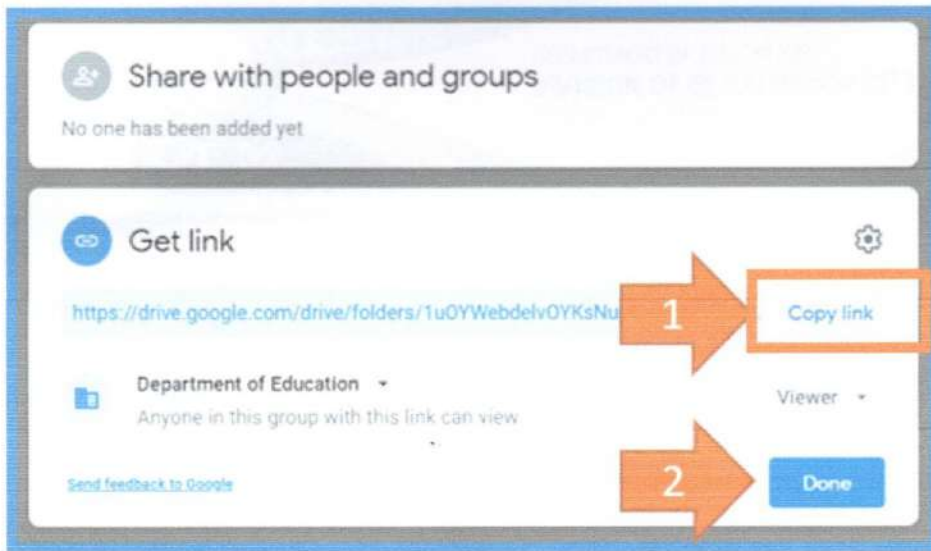 Share with people and groups
No one has been added yet
Get link
https://drive.google.com/drive/folders/1uOYWebdelvOYKsNu
1
Copy link
Department of Education
Anyone in this group with this link can view
Viewer
Send feedback to Google
2
Done